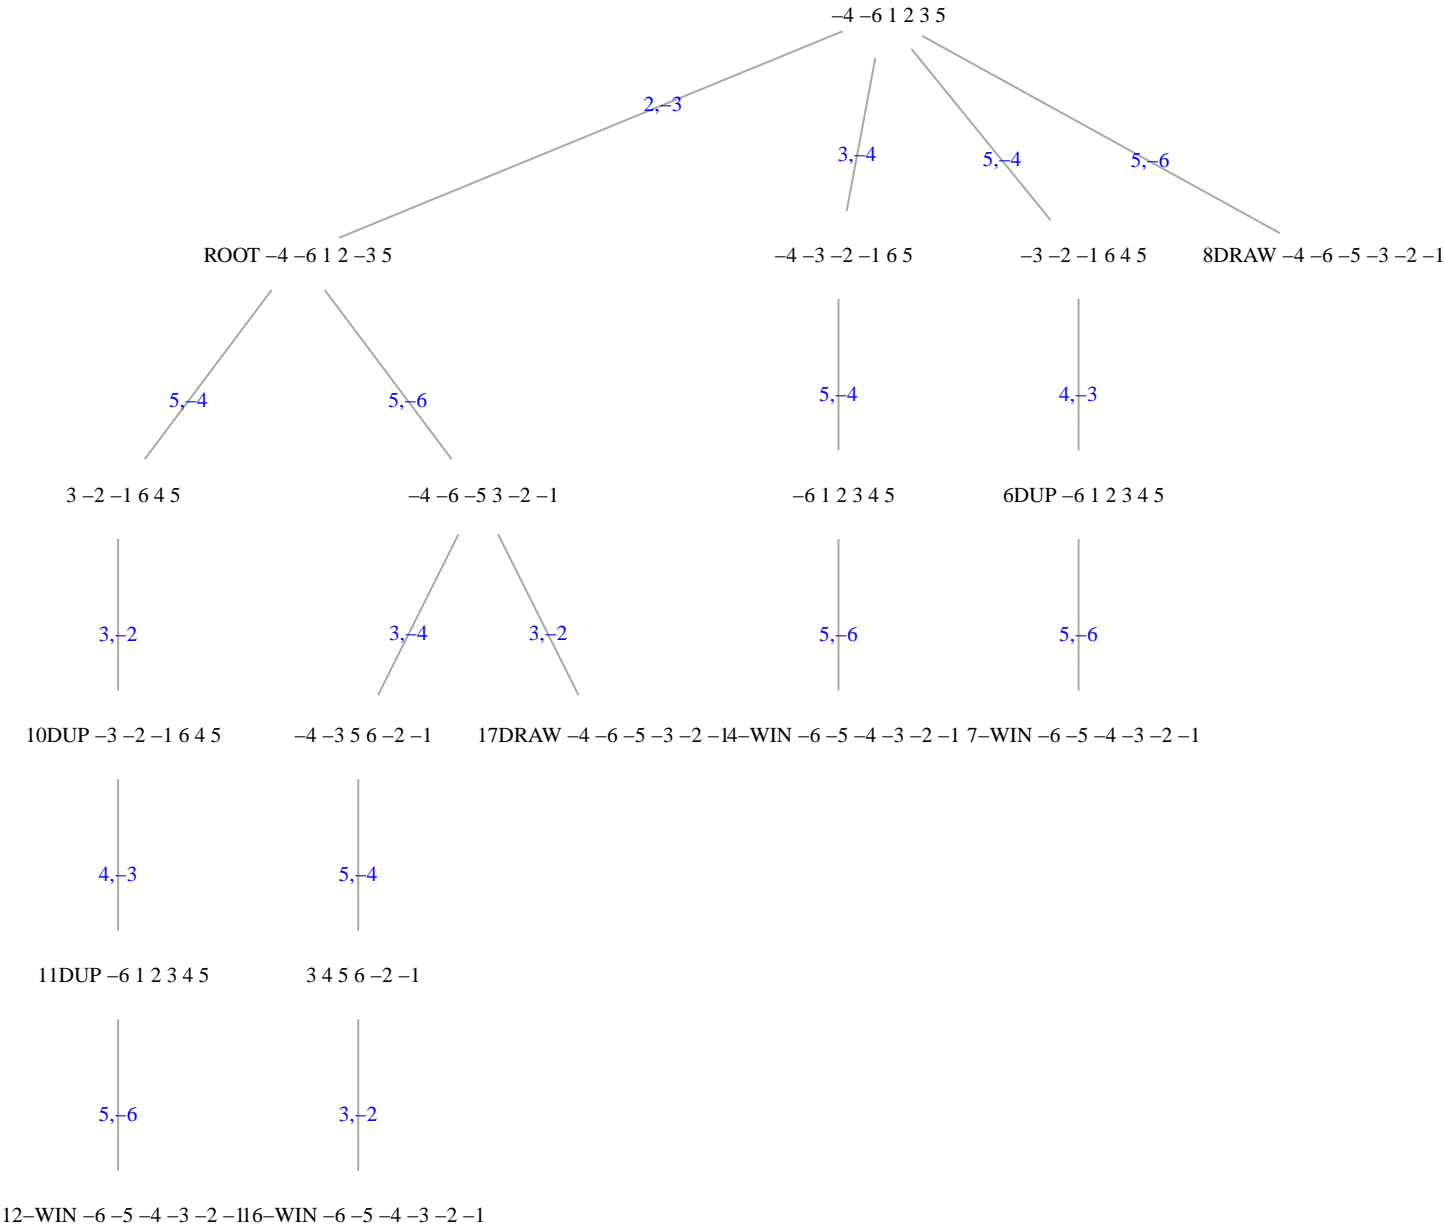 –4 –6 1 2 3 5
2,–3
3,–4
5,–4
5,–6
ROOT –4 –6 1 2 –3 5
–4 –3 –2 –1 6 5
–3 –2 –1 6 4 5
8DRAW –4 –6 –5 –3 –2 –1
5,–4
5,–6
5,–4
4,–3
3 –2 –1 6 4 5
–4 –6 –5 3 –2 –1
–6 1 2 3 4 5
6DUP –6 1 2 3 4 5
3,–2
3,–4
3,–2
5,–6
5,–6
10DUP –3 –2 –1 6 4 5
–4 –3 5 6 –2 –1
17DRAW –4 –6 –5 –3 –2 –1
4–WIN –6 –5 –4 –3 –2 –1
7–WIN –6 –5 –4 –3 –2 –1
4,–3
5,–4
11DUP –6 1 2 3 4 5
3 4 5 6 –2 –1
5,–6
3,–2
12–WIN –6 –5 –4 –3 –2 –1
16–WIN –6 –5 –4 –3 –2 –1